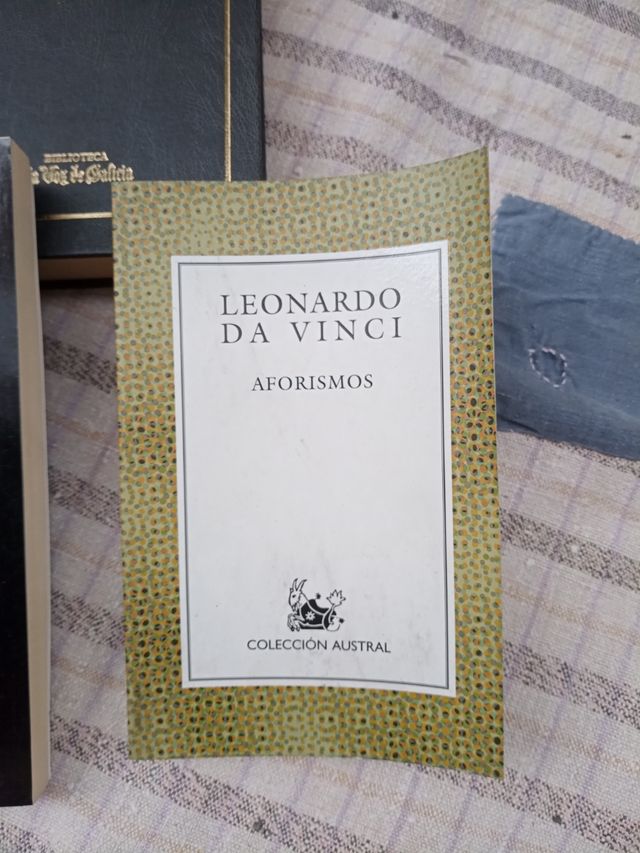 BIBLIOTECA
La Voz de Galicia
LEONARDO
DA VINCI
AFORISMOS
COLECCIÓN AUSTRAL